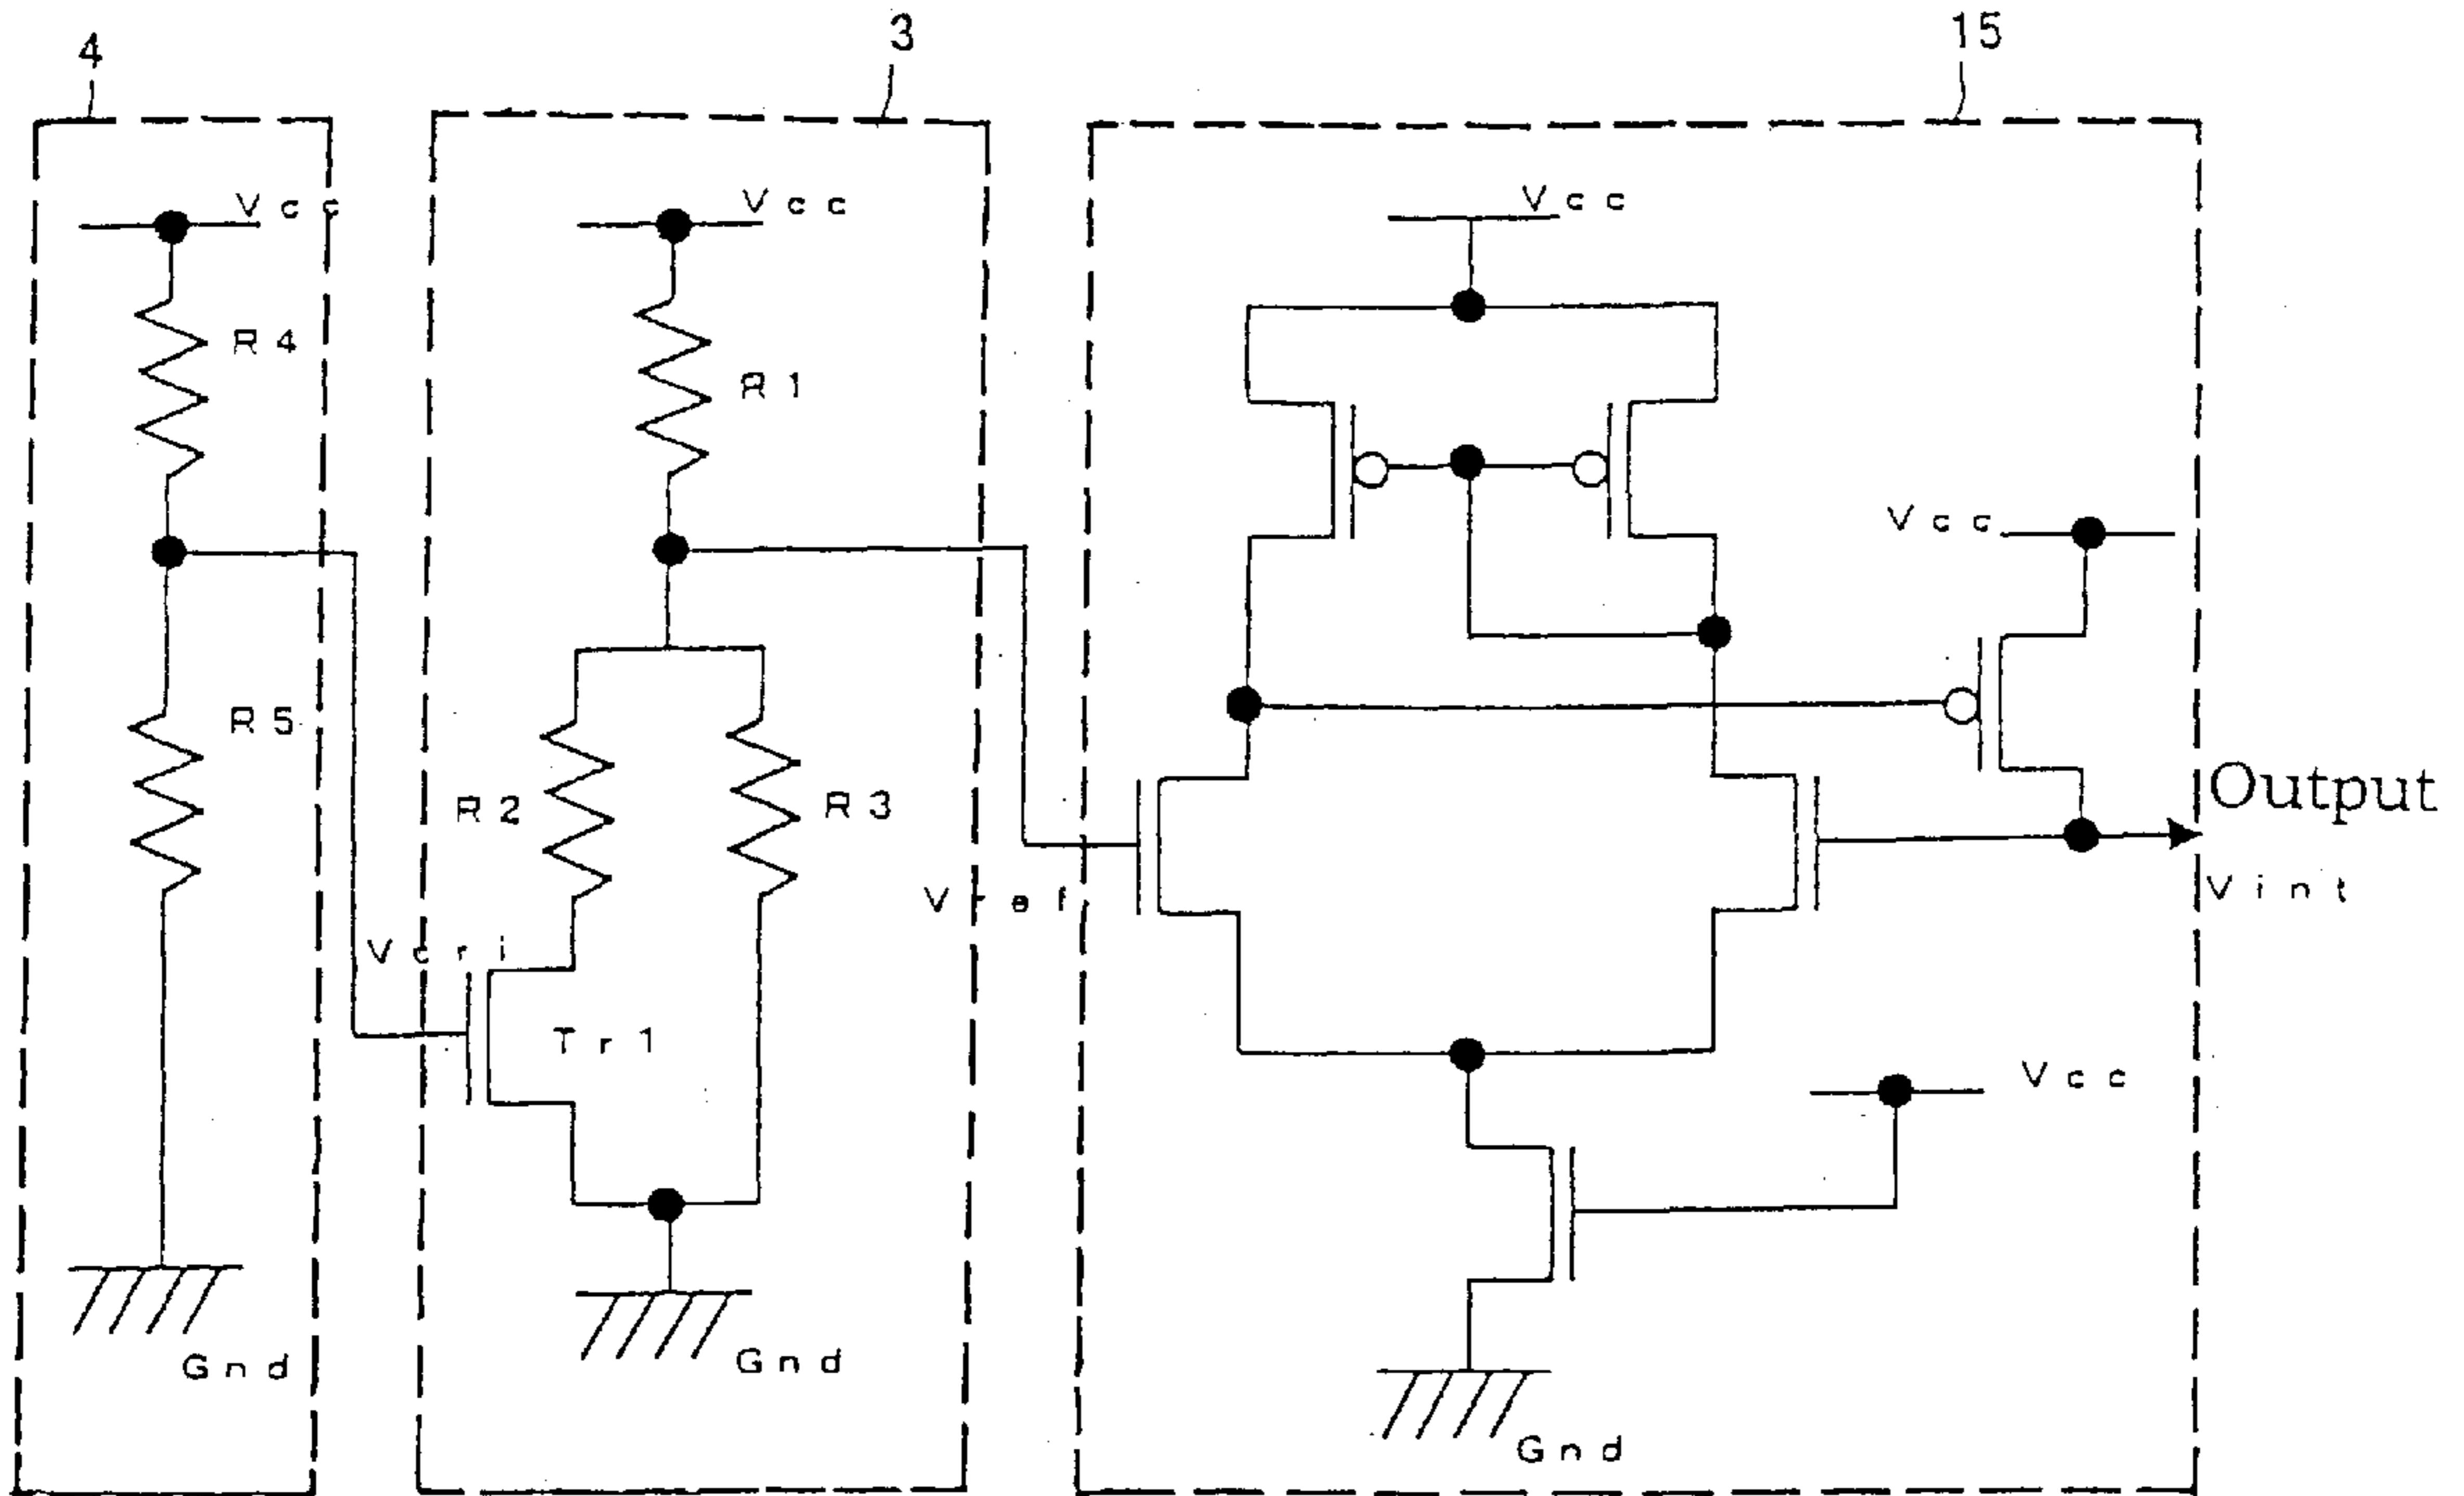 4
3
15
Vcc
Vcc
Vcc
R4
R1
Vcc
R5
R2
R3
Output
Vref
Vint
Vcri
Tr1
Vcc
Gnd
Gnd
Gnd